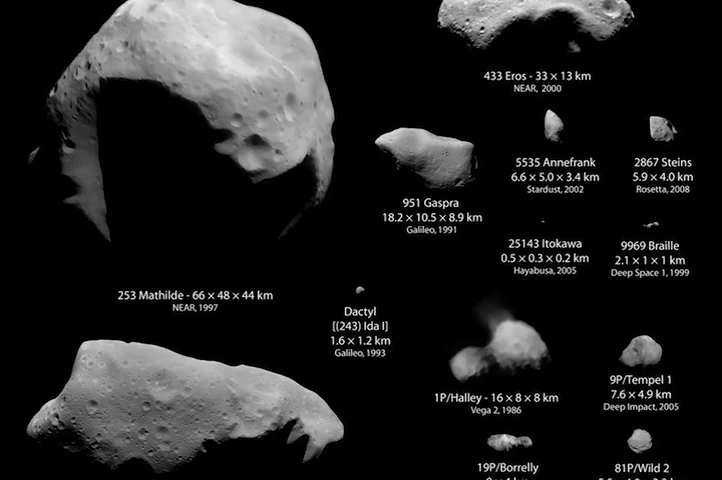 433 Eros - 33 × 13 km
NEAR, 2000
5535 Annefrank
6.6 × 5.0 × 3.4 km
Stardust, 2002
2867 Steins
5.9 × 4.0 km
Rosetta, 2008
951 Gaspra
18.2 × 10.5 × 8.9 km
Galileo, 1991
25143 Itokawa
0.5 × 0.3 × 0.2 km
Hayabusa, 2005
9969 Braille
2.1 × 1 × 1 km
Deep Space 1, 1999
253 Mathilde - 66 × 48 × 44 km
NEAR, 1997
Dactyl
[(243) Ida I]
1.6 × 1.2 km
Galileo, 1993
1P/Halley - 16 × 8 × 8 km
Vega 2, 1986
9P/Tempel 1
7.6 × 4.9 km
Deep Impact, 2005
19P/Borrelly
81P/Wild 2